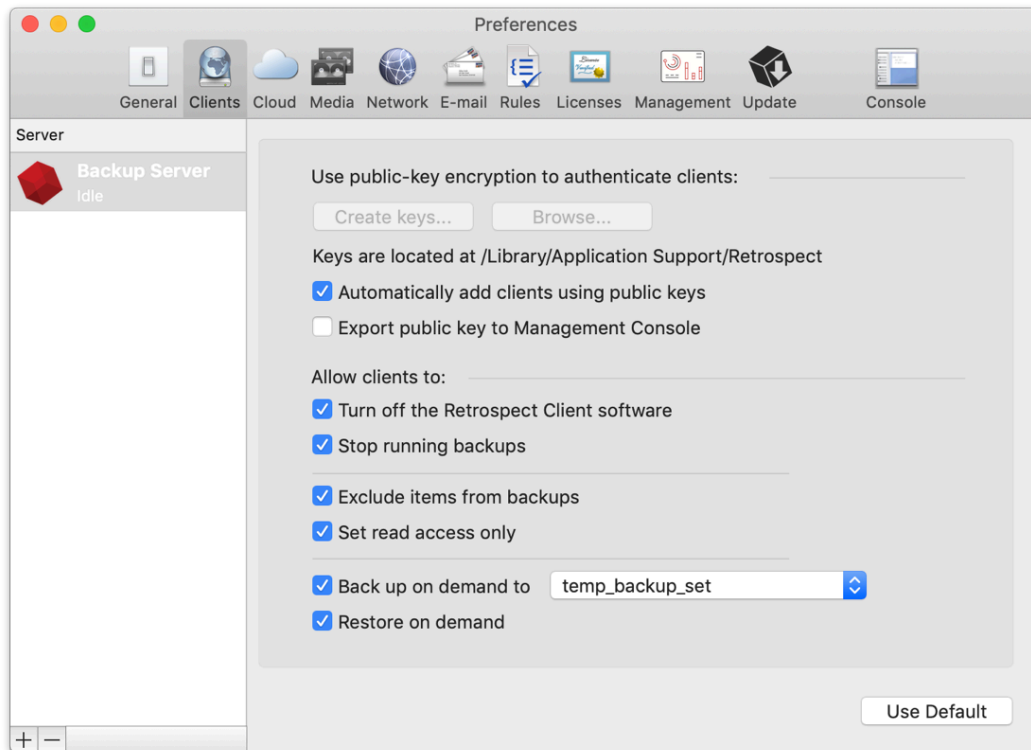 Preferences
General Clients Cloud Media Network E-mail Rules Licenses Management Update Console
Server
Backup Server
Idle
Use public-key encryption to authenticate clients:
Create keys... Browse...
Keys are located at /Library/Application Support/Retrospect
Automatically add clients using public keys
Export public key to Management Console
Allow clients to:
Turn off the Retrospect Client software
Stop running backups
Exclude items from backups
Set read access only
Back up on demand to temp_backup_set
Restore on demand
Use Default